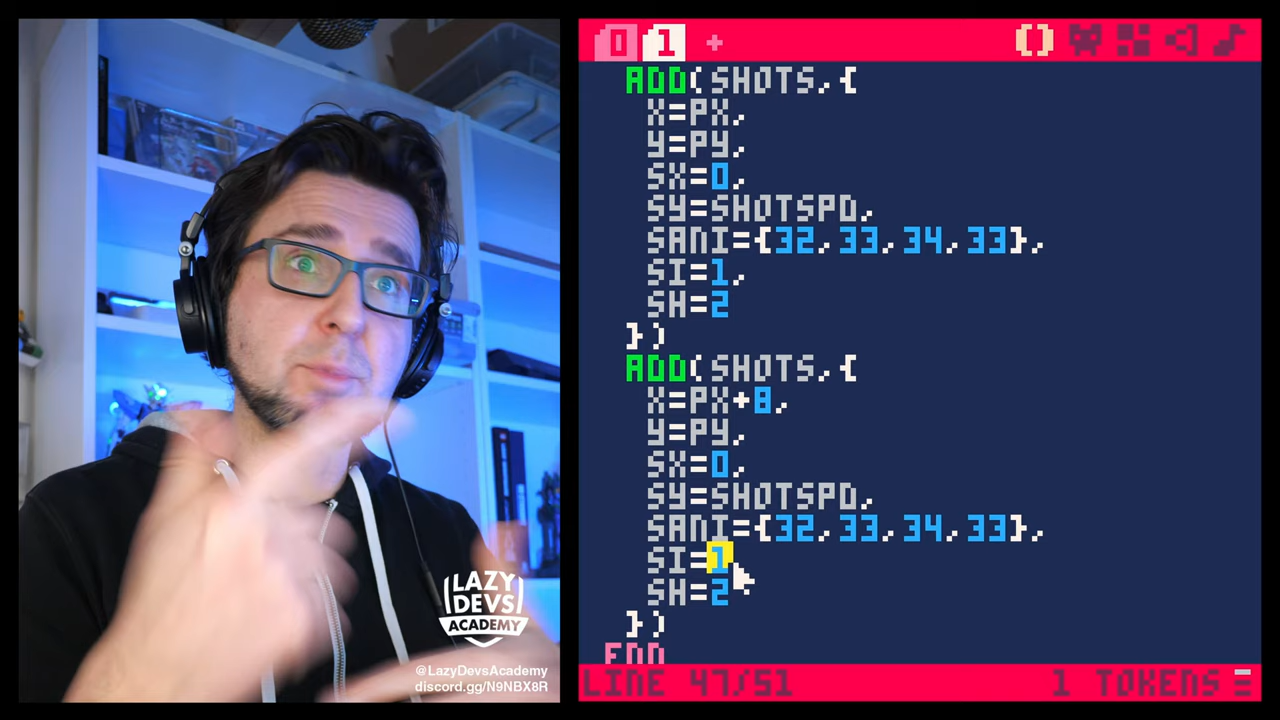 0 1 +
ADD(SHOTS,{
X=PX,
Y=PY,
SX=0,
SY=SHOTSPD,
SANI={32,33,34,33},
SI=1,
SH=2
})
ADD(SHOTS,{
X=PX+8,
Y=PY,
SX=0,
SY=SHOTSPD,
SANI={32,33,34,33},
SI=1
SH=2
})
END
LINE 47/51
1 TOKENS
LAZY
DEVS
ACADEMY
@LazyDevsAcademy
discord.gg/N9NBX8R